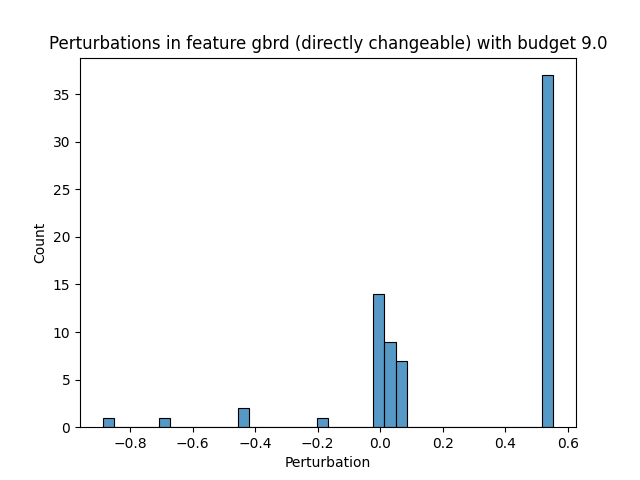 Perturbations in feature gbrd (directly changeable) with budget 9.0
Count
35
30
25
20
15
10
5
0
−0.8 −0.6 −0.4 −0.2 0.0 0.2 0.4 0.6
Perturbation